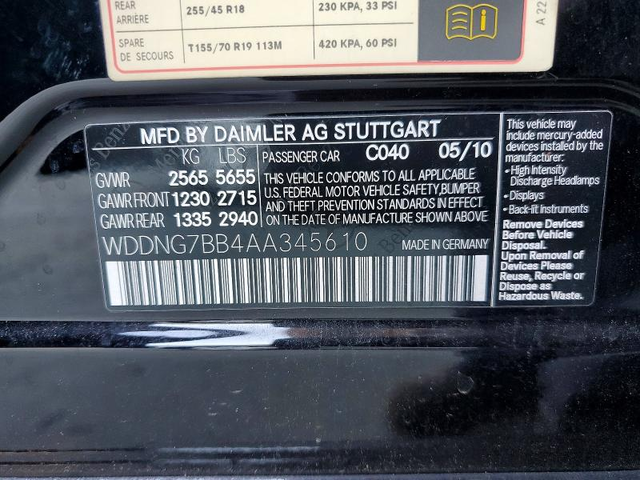 REAR
ARRIÈRE
255/45 R18
230 KPA, 33 PSI
SPARE
DE SECOURS
T155/70 R19 113M
420 KPA, 60 PSI
A 22
MFD BY DAIMLER AG STUTTGART
KG LBS
GVWR 2565 5655
GAWR FRONT 1230 2715
GAWR REAR 1335 2940
PASSENGER CAR C040 05/10
THIS VEHICLE CONFORMS TO ALL APPLICABLE
U.S. FEDERAL MOTOR VEHICLE SAFETY, BUMPER
AND THEFT PREVENTION STANDARDS IN EFFECT
ON THE DATE OF MANUFACTURE SHOWN ABOVE.
WDDNG7BB4AA345610
MADE IN GERMANY
This vehicle may include
mercury-added
devices installed by the
manufacturer:
• High Intensity
Discharge Headlamps
• Displays
• Back-lit Instruments
Remove Devices
Before Vehicle
Disposal.
Upon Removal of
Devices Please
Reuse, Recycle or
Dispose as
Hazardous Waste.